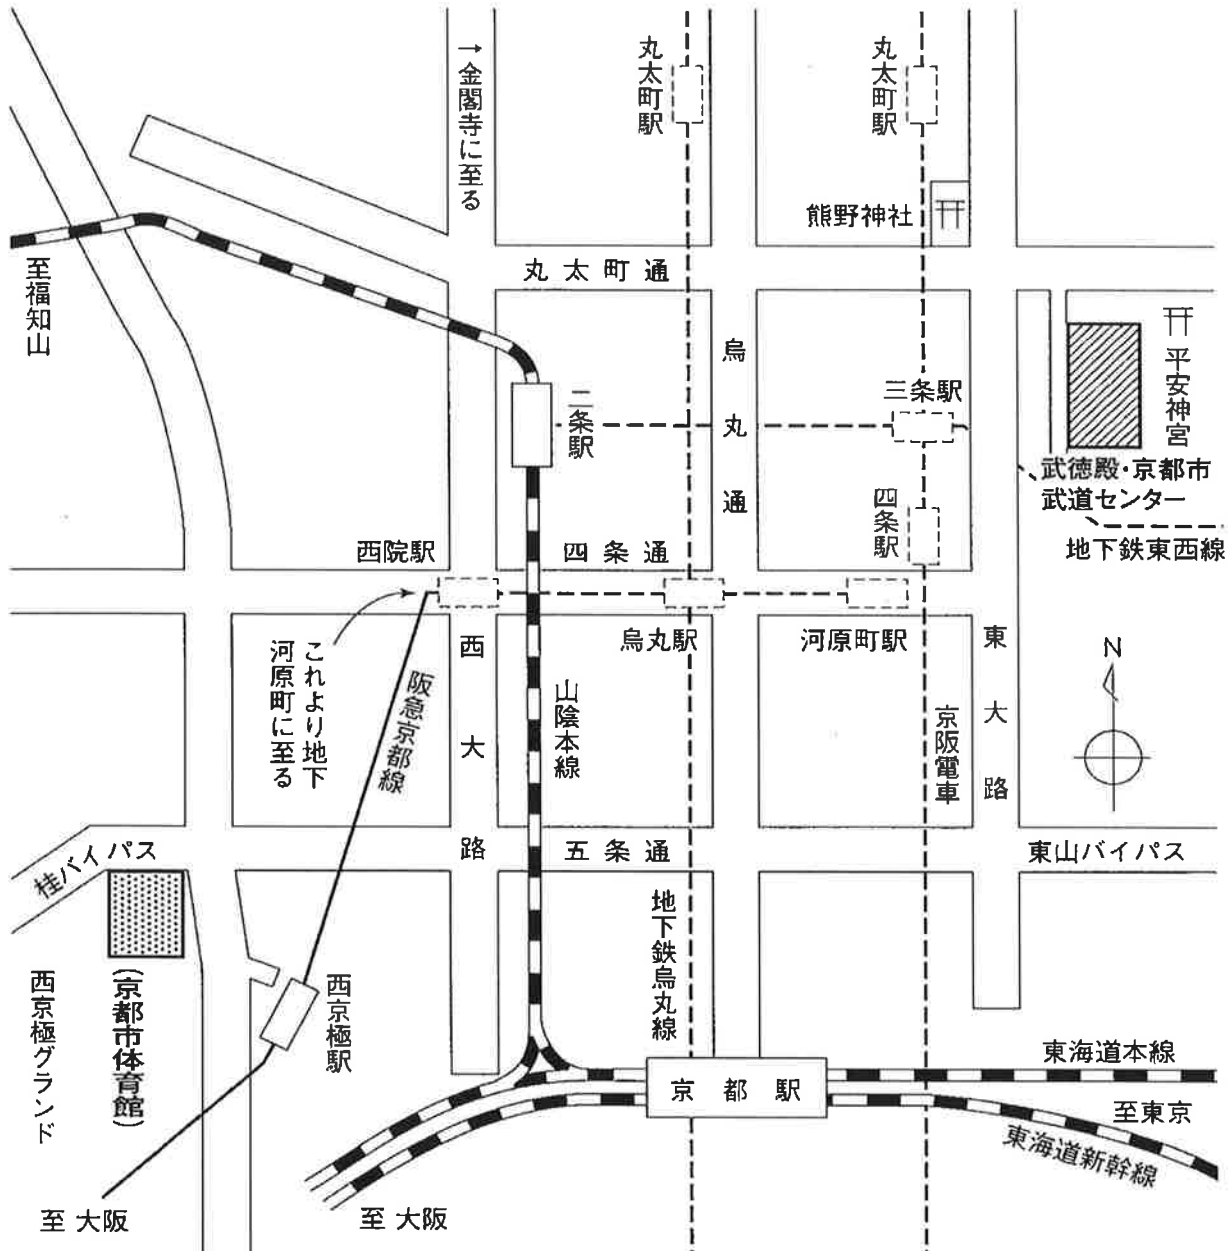 →金閣寺に至る
丸太町駅
丸太町駅
熊野神社
至福知山
丸太町通
烏丸通
二条駅
三条駅
平安神宮
武徳殿・京都市
武道センター
地下鉄東西線
四条駅
西院駅
四条通
烏丸駅
河原町駅
これより地下
河原町に至る
阪急京都線
西大路
山陰本線
京阪電車
東大路
N
桂バイパス
五条通
東山バイパス
西京極グランド
(京都市体育館)
西京極駅
地下鉄烏丸線
京都駅
東海道本線
至東京
東海道新幹線
至 大阪
至 大阪